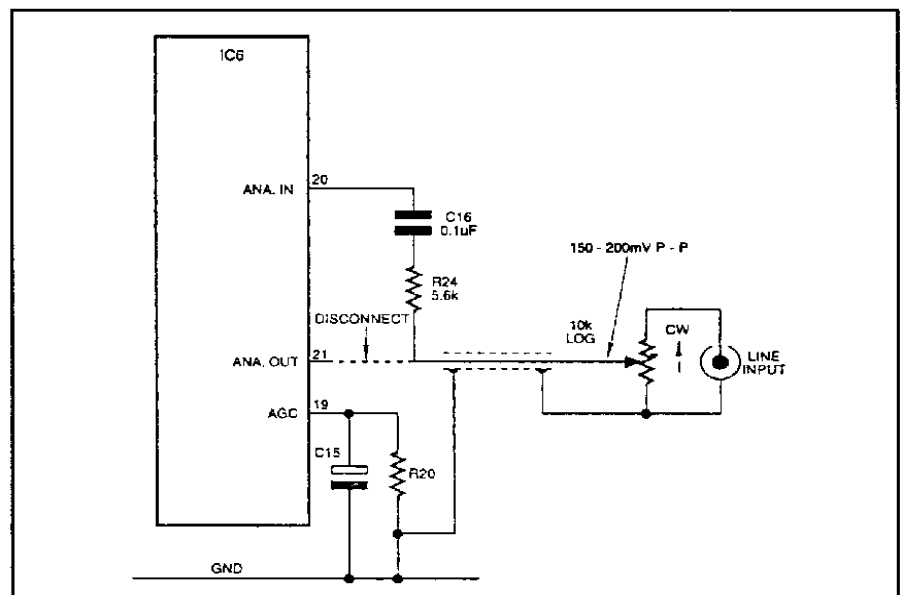 IC6
ANA. IN
20
C16
0.1uF
150 - 200mV P - P
R24
5.6k
DISCONNECT
10k
LOG
CW
LINE
INPUT
ANA. OUT
21
AGC
19
C15
R20
GND